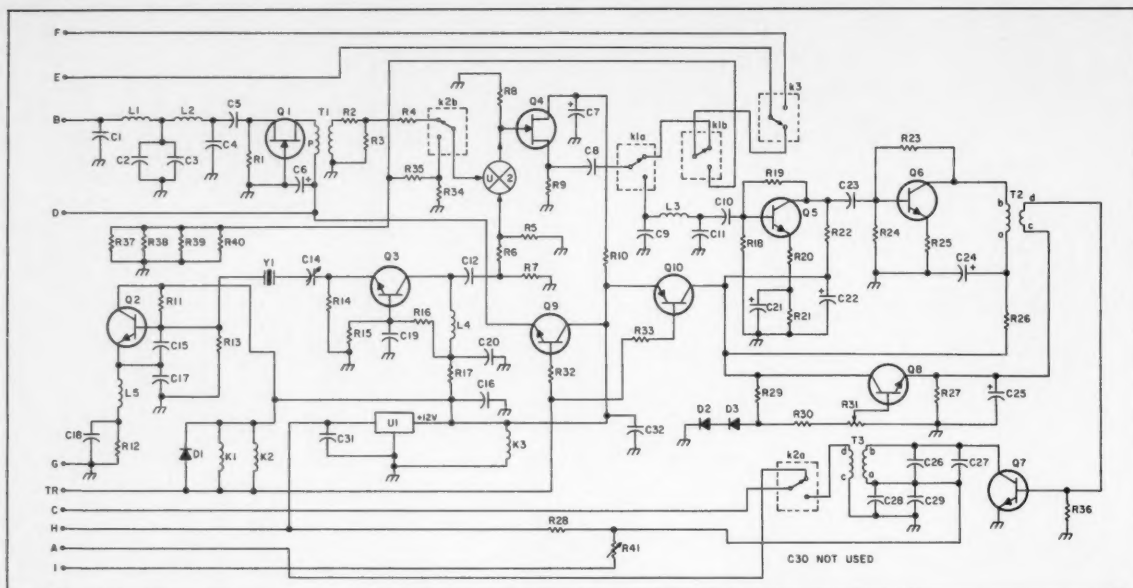 F
E
B
L1
L2
C5
Q1
T1
R2
R4
k2b
R8
Q4
C7
k1a
k1b
k3
C1
C2
C3
C4
R1
C6
P
R3
R35
R34
U
2
R9
C8
R19
C23
R23
Q6
T2
D
R5
R6
R7
L3
C10
Q5
C9
C11
R18
R20
R22
R24
R25
b
a
d
c
C24
R37
R38
R39
R40
Y1
C14
Q3
C12
R10
Q10
C21
R21
C22
R26
Q2
R11
R14
L4
Q9
R33
C15
R13
R15
C19
R16
C17
R17
C20
R32
R29
Q8
R27
C25
L5
C16
D2
D3
R30
R31
C18
R12
C31
U1
+12V
K3
C32
T3
G
D1
K1
K2
k2a
d
c
b
a
C26
C27
Q7
TR
C
C28
C29
R36
H
R28
A
R41
C30 NOT USED
I